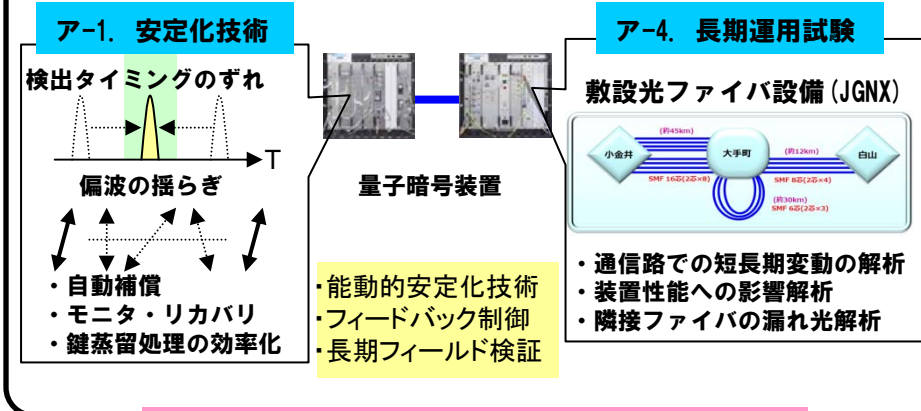 ア-1. 安定化技術
検出タイミングのずれ
T
偏波の揺らぎ
・自動補償
・モニタ・リカバリ
・鍵蒸留処理の効率化
量子暗号装置
・能動的安定化技術
・フィードバック制御
・長期フィールド検証
ア-4. 長期運用試験
敷設光ファイバ設備(JGNX)
(約45km)
小金井
大手町
(約12km)
白山
SMF 16芯(2芯×8)
SMF 8芯(2芯×4)
(約30km)
SMF 6芯(2芯×3)
・通信路での短長期変動の解析
・装置性能への影響解析
・隣接ファイバの漏れ光解析